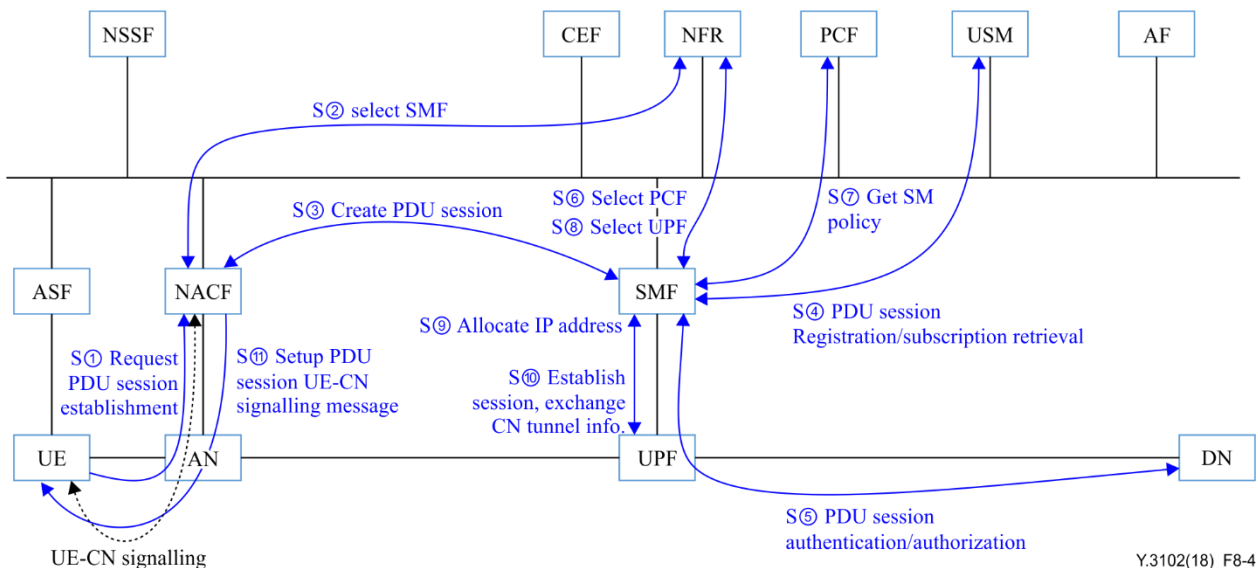 NSSF
CEF
NFR
PCF
USM
AF
S② select SMF
S③ Create PDU session
S⑥ Select PCF
S⑧ Select UPF
S⑦ Get SM
policy
ASF
NACF
SMF
S④ PDU session
Registration/subscription retrieval
S⑨ Allocate IP address
S① Request
PDU session
establishment
S⑪ Setup PDU
session UE-CN
signalling message
S⑩ Establish
session, exchange
CN tunnel info.
UE
AN
UPF
DN
S⑤ PDU session
authentication/authorization
UE-CN signalling
Y.3102(18)_F8-4